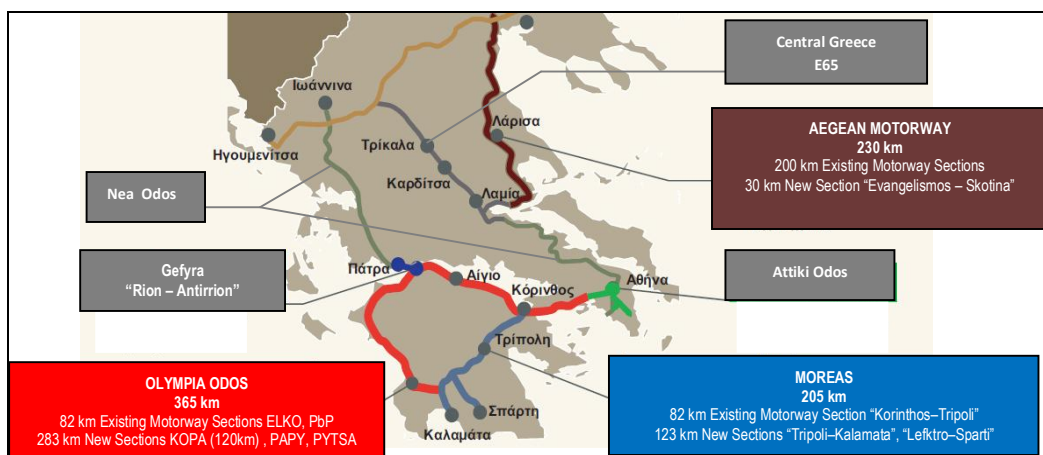 Central Greece
E65
Ιωάννινα
Λάρισα
Ηγουμενίτσα
Τρίκαλα
Καρδίτσα
Λαμία
AEGEAN MOTORWAY
230 km
200 km Existing Motorway Sections
30 km New Section “Evangelismos – Skotina”
Nea Odos
Gefyra
“Rion – Antirrion”
Πάτρα
Αίγιο
Κόρινθος
Αθήνα
Attiki Odos
Τρίπολη
Σπάρτη
Καλαμάτα
OLYMPIA ODOS
365 km
82 km Existing Motorway Sections ELKO, PbP
283 km New Sections KOPA (120km) , PAPY, PYTSA
MOREAS
205 km
82 km Existing Motorway Section “Korinthos–Tripoli”
123 km New Sections “Tripoli–Kalamata”, “Lefktro–Sparti”